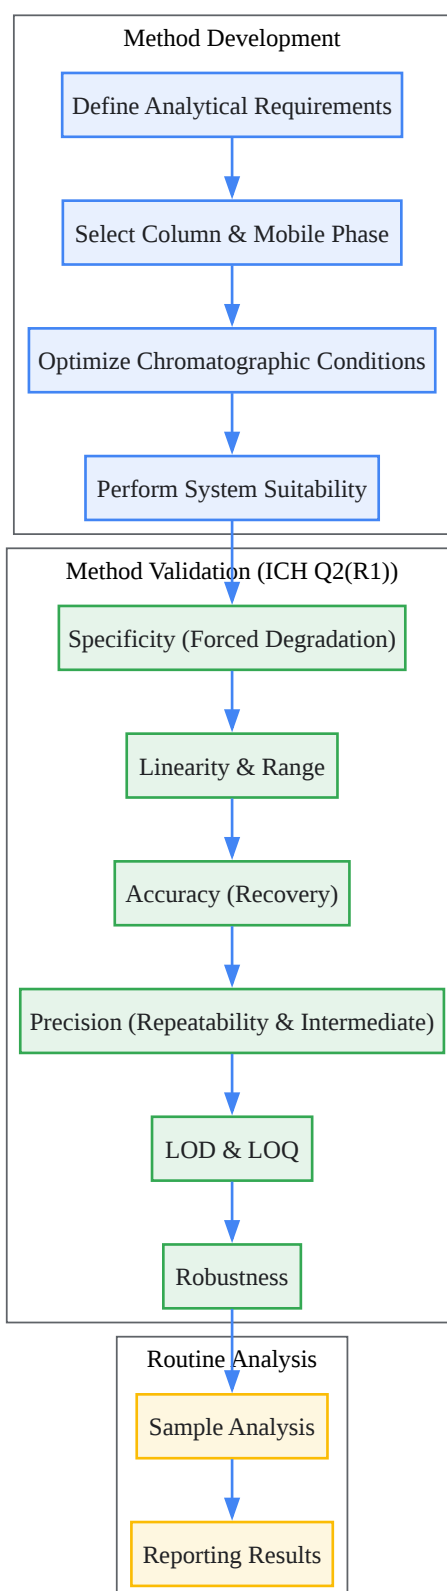 Method Development
Define Analytical Requirements
Select Column & Mobile Phase
Optimize Chromatographic Conditions
Perform System Suitability
Method Validation (ICH Q2(R1))
Specificity (Forced Degradation)
Linearity & Range
Accuracy (Recovery)
Precision (Repeatability & Intermediate)
LOD & LOQ
Robustness
Routine Analysis
Sample Analysis
Reporting Results